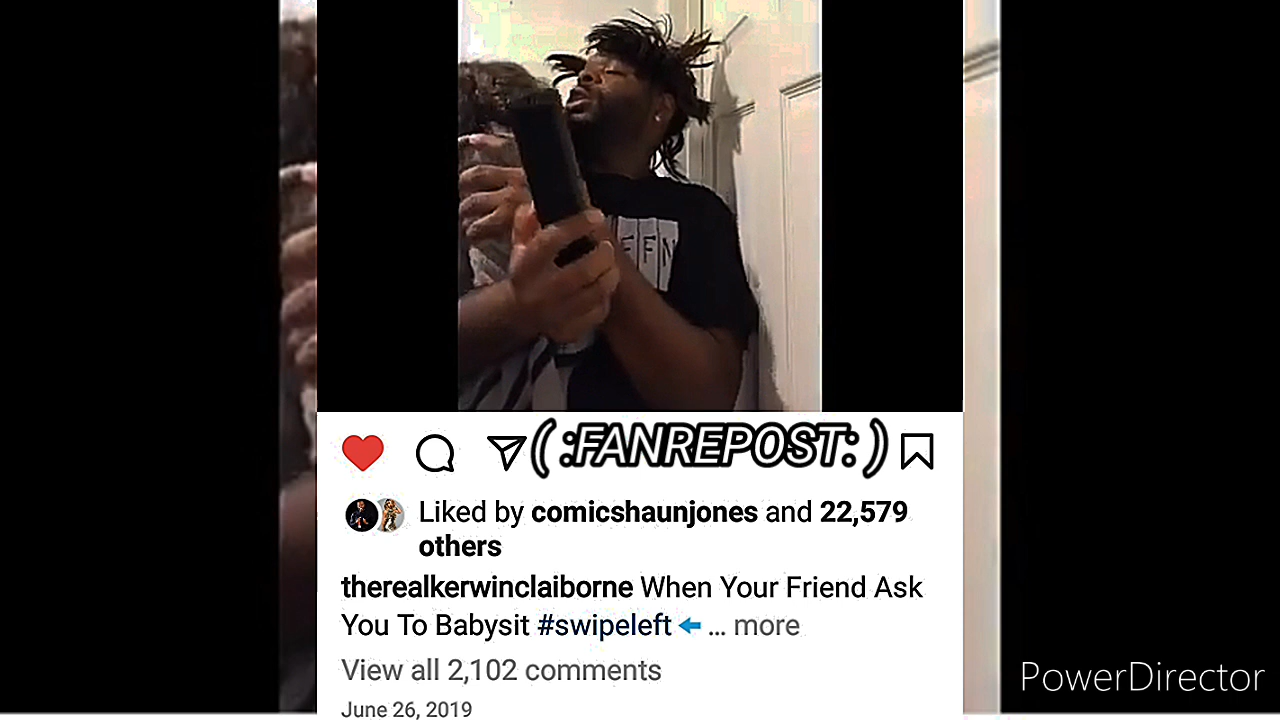 FFN
( :FANREPOST: )
Liked by comicshaunjones and 22,579
others
therealkerwinclaiborne When Your Friend Ask
You To Babysit #swipeleft ... more
View all 2,102 comments
June 26, 2019
PowerDirector